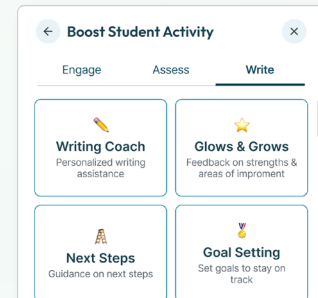 Boost Student Activity
Engage Assess Write
Writing Coach
Personalized writing
assistance
Glows & Grows
Feedback on strengths &
areas of improment
Next Steps
Guidance on next steps
Goal Setting
Set goals to stay on
track